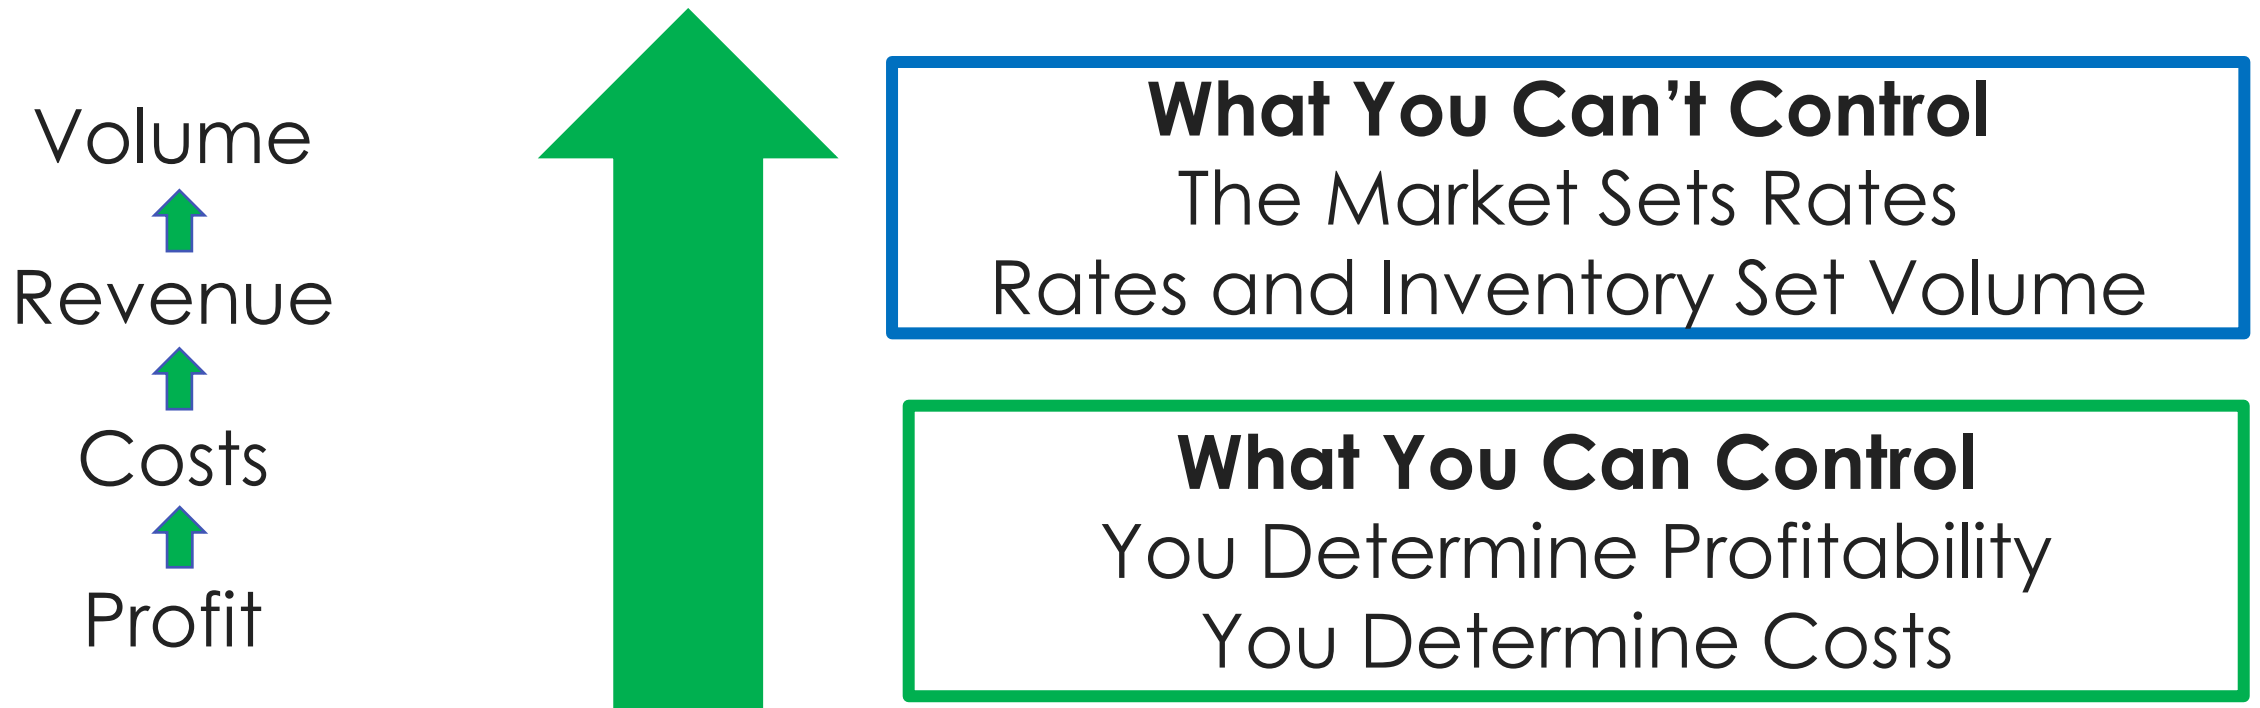 Volume
Revenue
Costs
Profit
What You Can’t Control
The Market Sets Rates
Rates and Inventory Set Volume
What You Can Control
You Determine Profitability
You Determine Costs